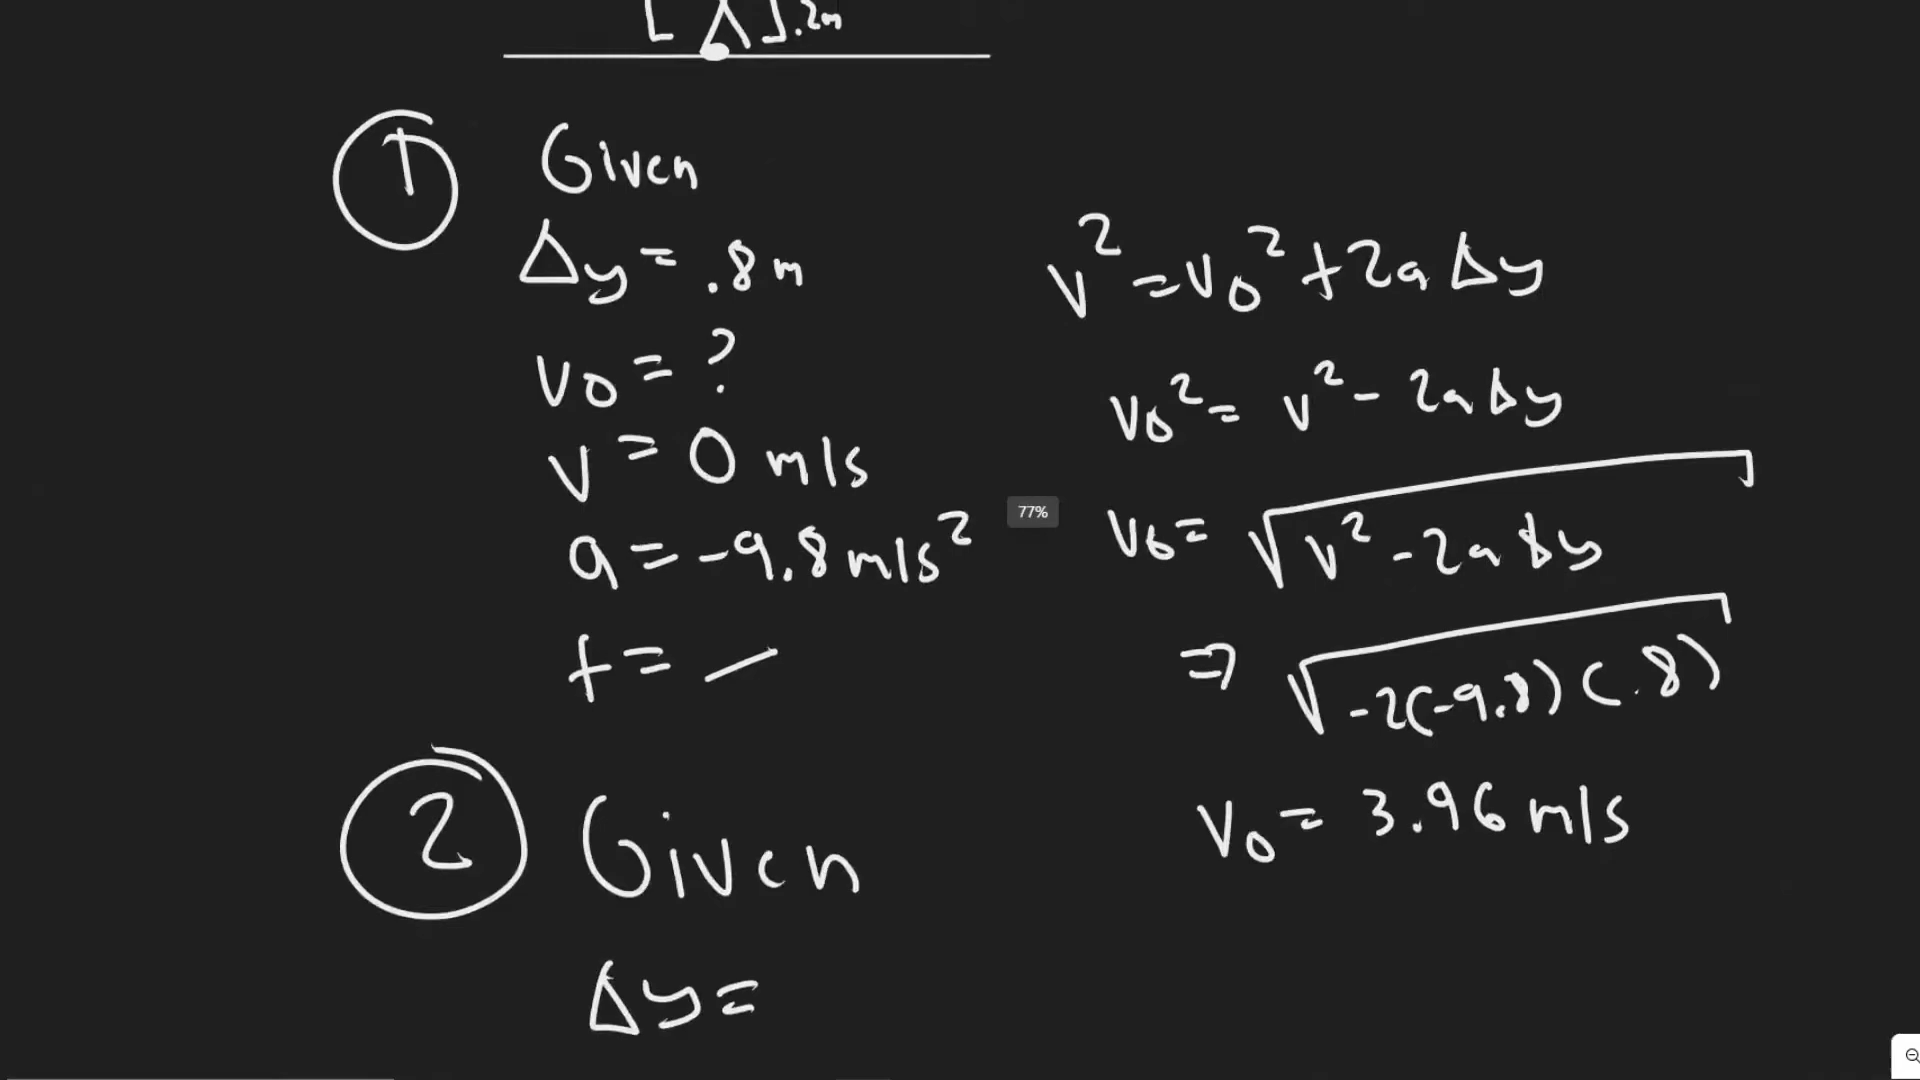 [ ] .2m
① Given
Δy = .8m
v0 = ?
v = 0 m/s
a = -9.8 m/s²
t = —
v² = v0² + 2aΔy
v0² = v² - 2aΔy
v0 = √v² - 2aΔy
77%
⇒ √-2(-9.8)(.8)
v0 = 3.96 m/s
② Given
Δy =